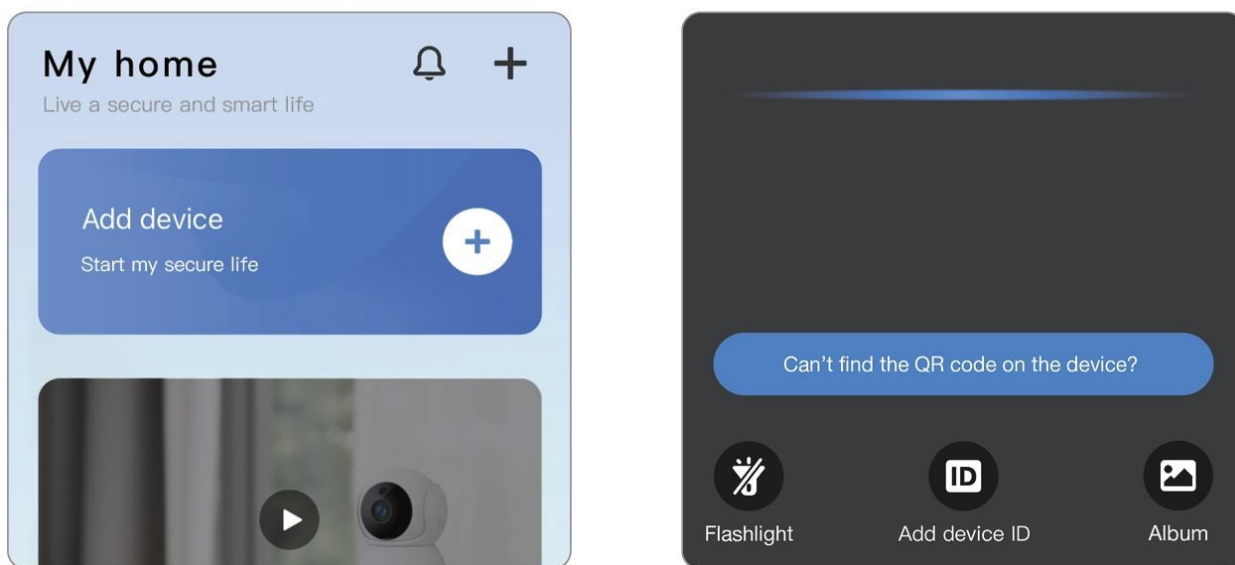 My home
Live a secure and smart life
Add device
Start my secure life
Can't find the QR code on the device?
ID
Flashlight
Add device ID
Album